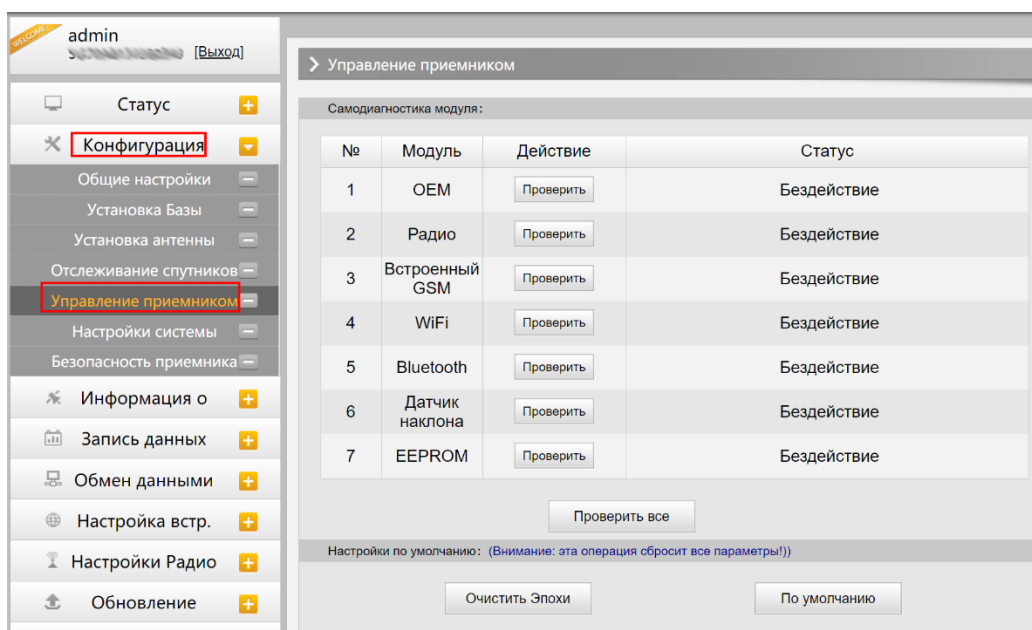 WELCOME
admin
[Выход]
Статус
Конфигурация
Общие настройки
Установка Базы
Установка антенны
Отслеживание спутников
Управление приемником
Настройки системы
Безопасность приемника
Информация о
Запись данных
Обмен данными
Настройка встр.
Настройки Радио
Обновление
Управление приемником
Самодиагностика модуля:
№ Модуль Действие Статус
1 OEM Проверить Бездействие
2 Радио Проверить Бездействие
3 Встроенный GSM Проверить Бездействие
4 WiFi Проверить Бездействие
5 Bluetooth Проверить Бездействие
6 Датчик наклона Проверить Бездействие
7 EEPROM Проверить Бездействие
Проверить все
Настройки по умолчанию: (Внимание: эта операция сбросит все параметры!))
Очистить Эпохи По умолчанию